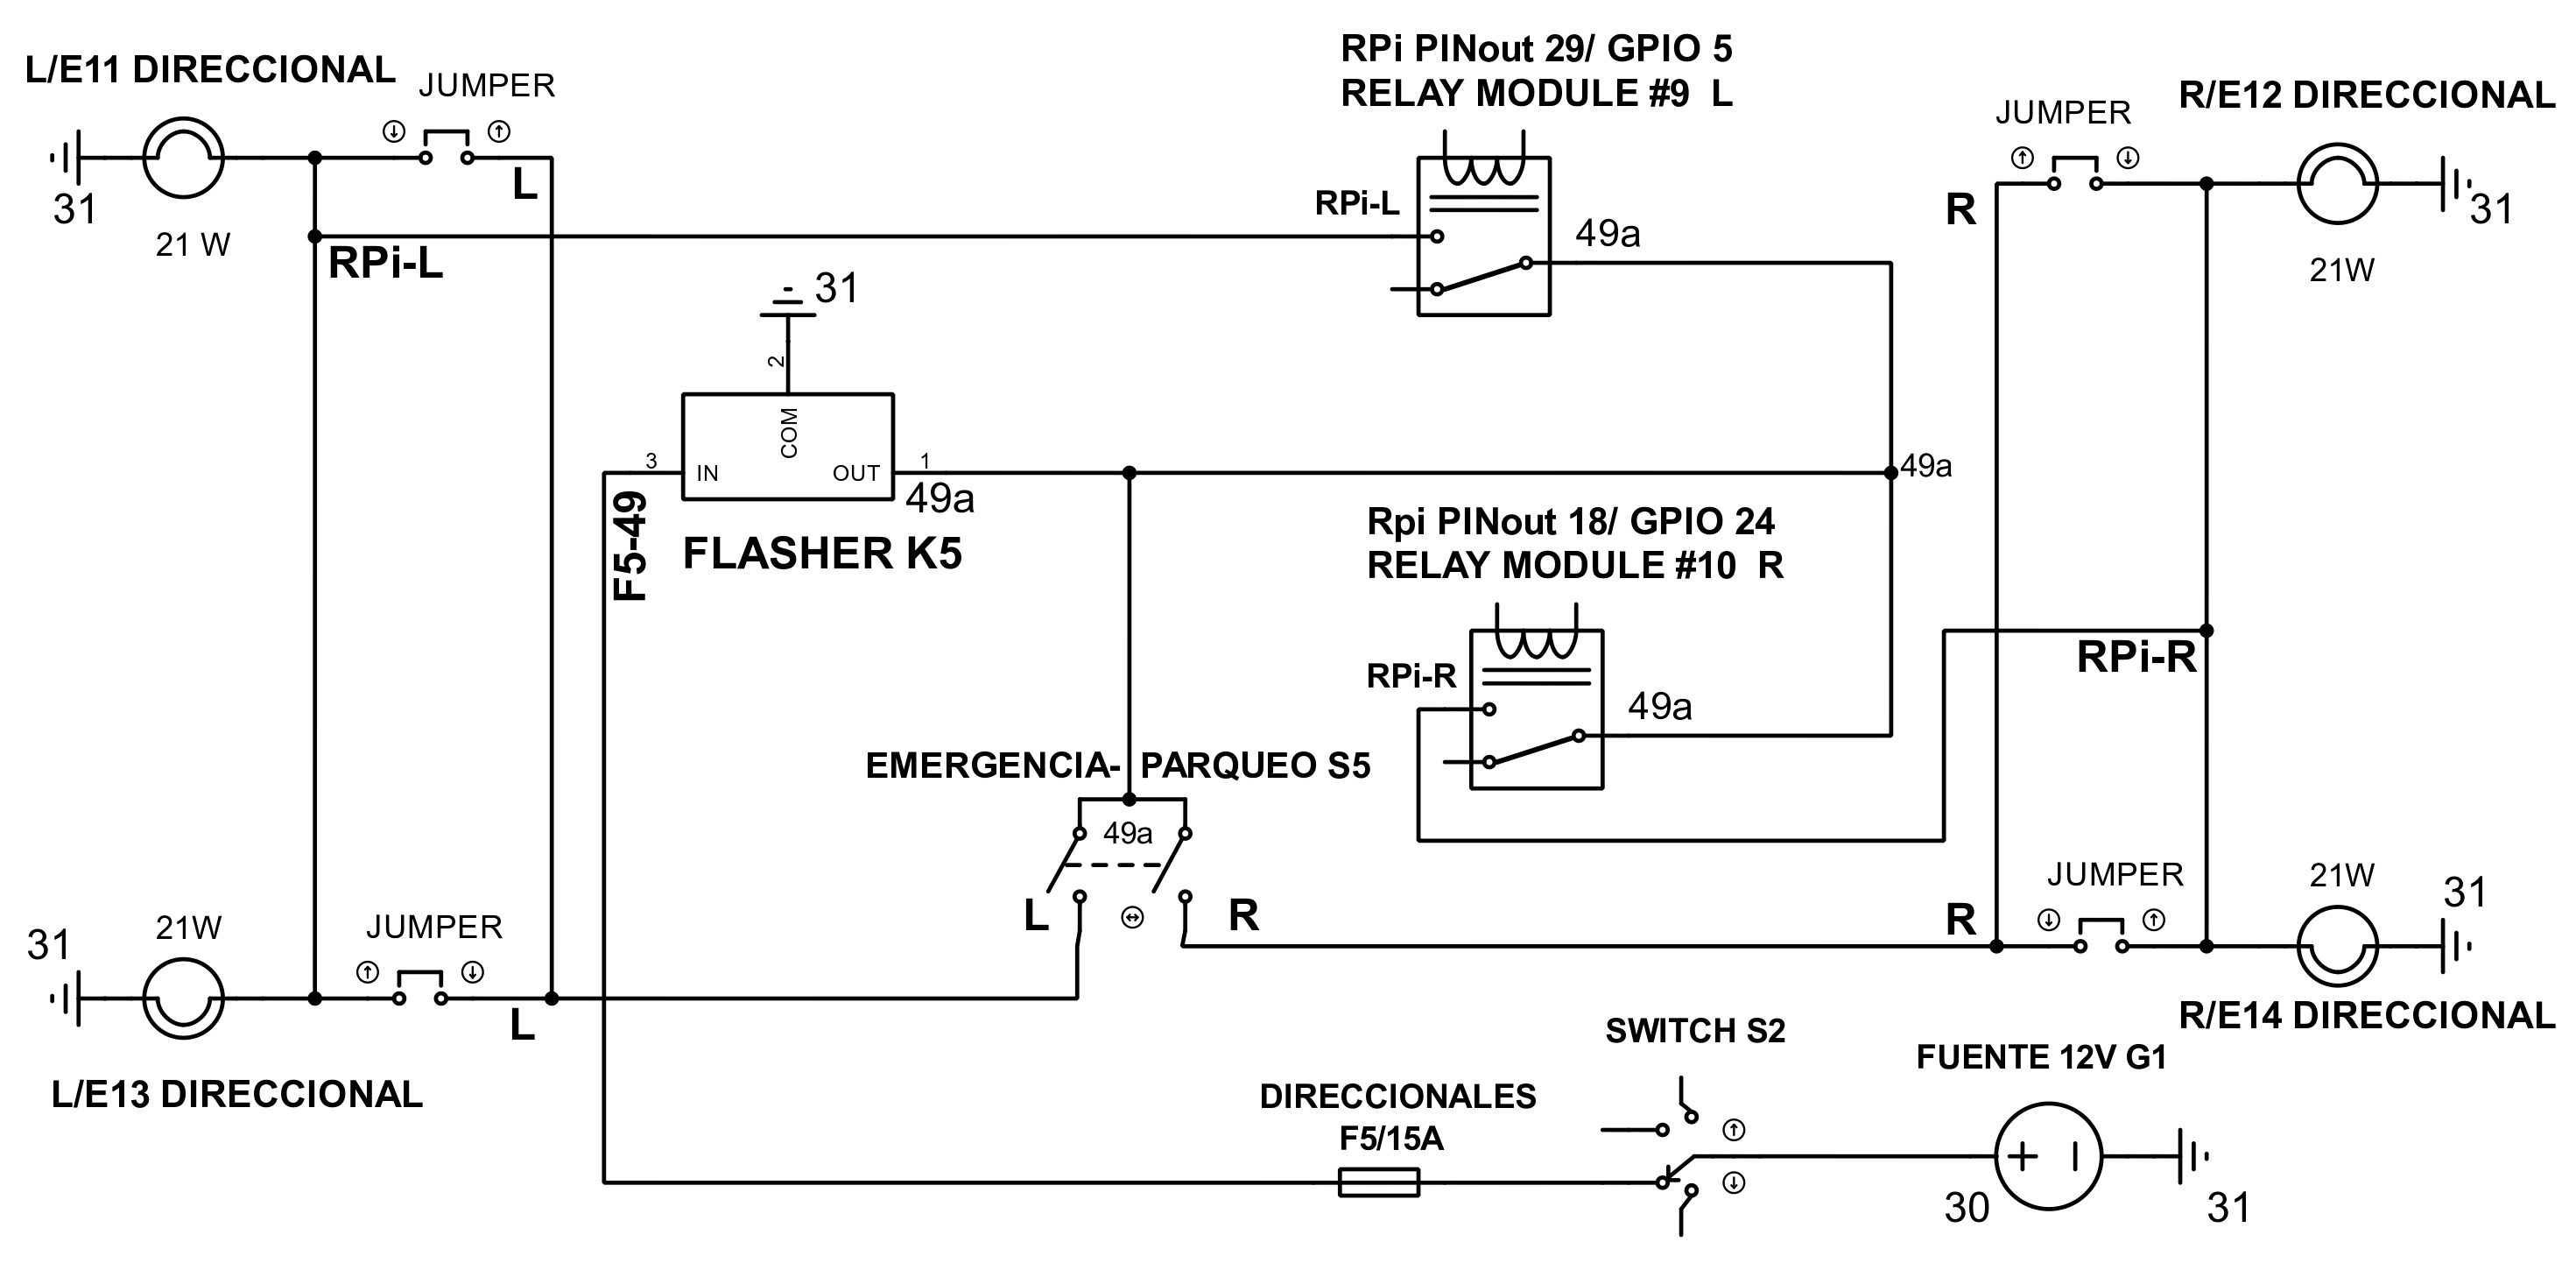 RPi PINout 29/ GPIO 5
RELAY MODULE #9  L
L/E11 DIRECCIONAL
JUMPER
R/E12 DIRECCIONAL
JUMPER
L
31
21 W
RPi-L
RPi-L
49a
R
31
21W
31
2
COM
3
IN
OUT
1
49a
49a
F5-49
FLASHER K5
Rpi PINout 18/ GPIO 24
RELAY MODULE #10  R
RPi-R
49a
RPi-R
EMERGENCIA-  PARQUEO S5
49a
L
R
R
JUMPER
21W
31
31
21W
JUMPER
L
L/E13 DIRECCIONAL
R/E14 DIRECCIONAL
SWITCH S2
FUENTE 12V G1
DIRECCIONALES
F5/15A
+
30
31